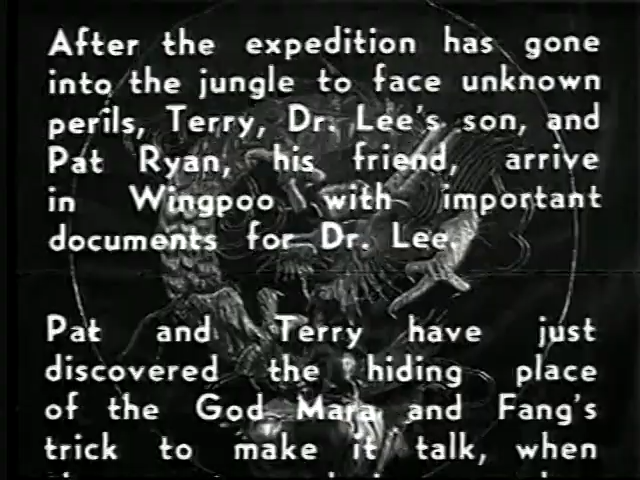 After the expedition has gone
into the jungle to face unknown
perils, Terry, Dr. Lee's son, and
Pat Ryan, his friend, arrive
in Wingpoo with important
documents for Dr. Lee.
Pat and Terry have just
discovered the hiding place
of the God Mara and Fang's
trick to make it talk, when